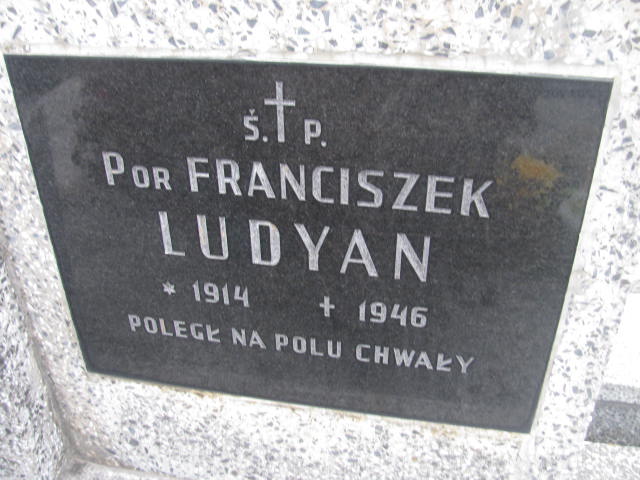 Ś. P.
POR FRANCISZEK
LUDYAN
* 1914 + 1946
POLEGŁ NA POLU CHWAŁY